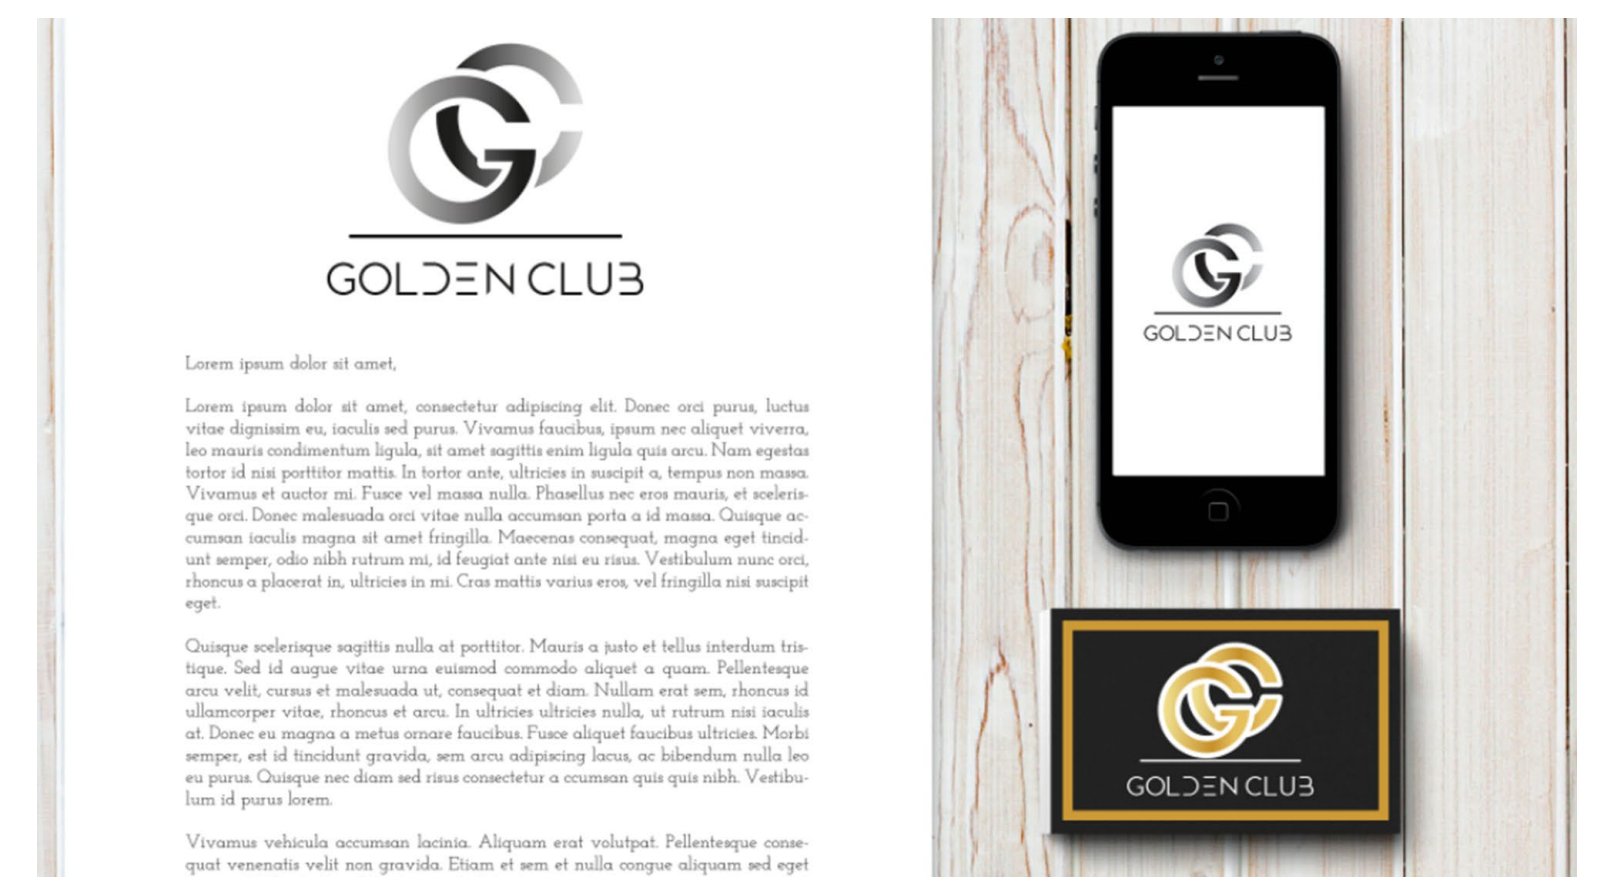 GC
GOLDEN CLUB
Lorem ipsum dolor sit amet,
Lorem ipsum dolor sit amet, consectetur adipiscing elit. Donec orci purus, luctus
vitae dignissim eu, iaculis sed purus. Vivamus faucibus, ipsum nec aliquet viverra,
leo mauris condimentum ligula, sit amet sagittis enim ligula quis arcu. Nam egestas
tortor id nisi porttitor mattis. In tortor ante, ultricies in suscipit a, tempus non massa.
Vivamus et auctor mi. Fusce vel massa nulla. Phasellus nec eros mauris, et sceleris-
que orci. Donec malesuada orci vitae nulla accumsan porta a id massa. Quisque ac-
cumsan iaculis magna sit amet fringilla. Maecenas consequat, magna eget tincid-
unt semper, odio nibh rutrum mi, id feugiat ante nisi eu risus. Vestibulum nunc orci,
rhoncus a placerat in, ultricies in mi. Cras mattis varius eros, vel fringilla nisi suscipit
eget.
Quisque scelerisque sagittis nulla at porttitor. Mauris a justo et tellus interdum tris-
tique. Sed id augue vitae urna euismod commodo aliquet a quam. Pellentesque
arcu velit, cursus et malesuada ut, consequat et diam. Nullam erat sem, rhoncus id
ullamcorper vitae, rhoncus et arcu. In ultricies ultricies nulla, ut rutrum nisi iaculis
at. Donec eu magna a metus ornare faucibus. Fusce aliquet faucibus ultricies. Morbi
semper, est id tincidunt gravida, sem arcu adipiscing lacus, ac bibendum nulla leo
eu purus. Quisque nec diam sed risus consectetur a ccumsan quis quis nibh. Vestibu-
lum id purus lorem.
Vivamus vehicula accumsan lacinia. Aliquam erat volutpat. Pellentesque conse-
quat venenatis velit non gravida. Etiam et sem et nulla congue aliquam sed eget
GC
GOLDEN CLUB
GC
GOLDEN CLUB